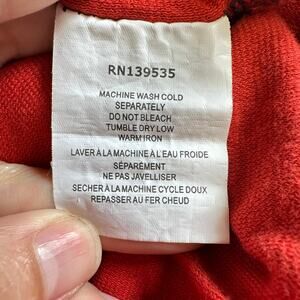 RN139535
MACHINE WASH COLD
SEPARATELY
DO NOT BLEACH
TUMBLE DRY LOW
WARM IRON
LAVER À LA MACHINE À L'EAU FROIDE
SÉPARÉMENT
NE PAS JAVELLISER
SECHER À LA MACHINE CYCLE DOUX
REPASSER AU FER CHEUD